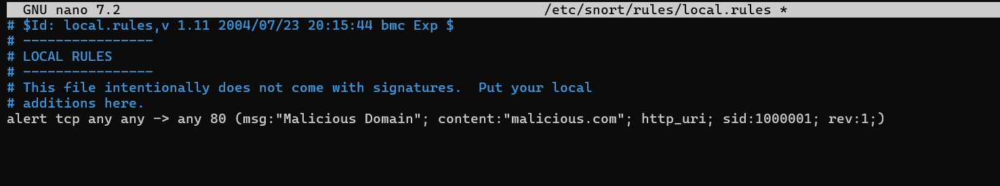 GNU nano 7.2 /etc/snort/rules/local.rules *
# $Id: local.rules,v 1.11 2004/07/23 20:15:44 bmc Exp $
# ----------------
# LOCAL RULES
# ----------------
# This file intentionally does not come with signatures.  Put your local
# additions here.
alert tcp any any -> any 80 (msg:"Malicious Domain"; content:"malicious.com"; http_uri; sid:1000001; rev:1;)